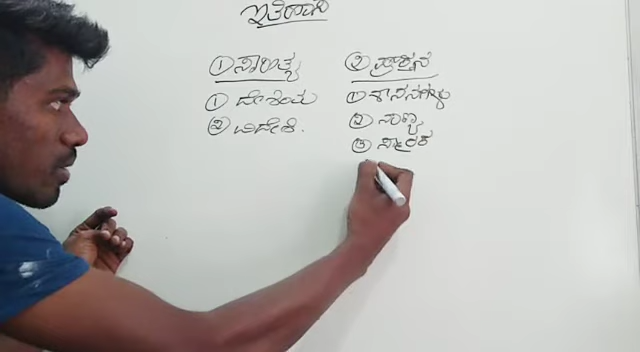 ಇತಿಹಾಸ
① ಸಾಹಿತ್ಯ
① ದೇಶಿಯ
② ವಿದೇಶಿ.
② ಪ್ರಾಕ್ತನ
① ಶಾಸನಗಳು
② ನಾಣ್ಯ
③ ಸ್ಮಾರಕ